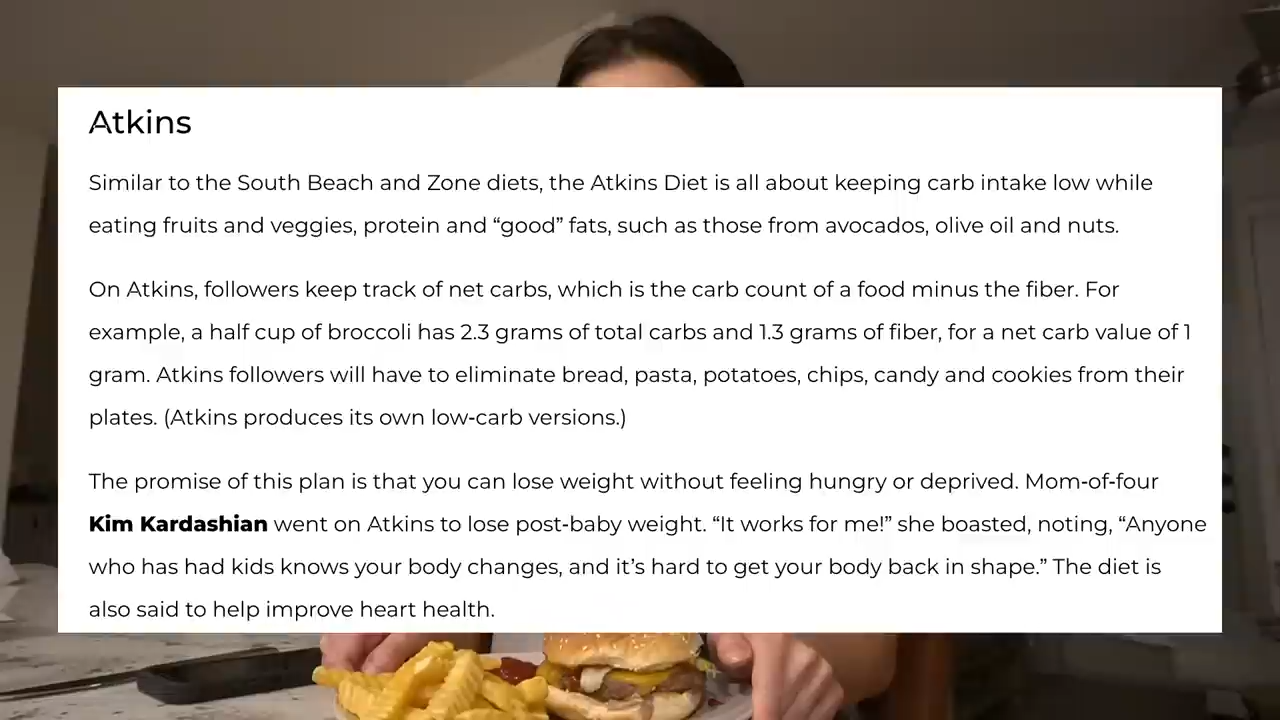 Atkins
Similar to the South Beach and Zone diets, the Atkins Diet is all about keeping carb intake low while
eating fruits and veggies, protein and “good” fats, such as those from avocados, olive oil and nuts.
On Atkins, followers keep track of net carbs, which is the carb count of a food minus the fiber. For
example, a half cup of broccoli has 2.3 grams of total carbs and 1.3 grams of fiber, for a net carb value of 1
gram. Atkins followers will have to eliminate bread, pasta, potatoes, chips, candy and cookies from their
plates. (Atkins produces its own low-carb versions.)
The promise of this plan is that you can lose weight without feeling hungry or deprived. Mom-of-four
Kim Kardashian went on Atkins to lose post-baby weight. “It works for me!” she boasted, noting, “Anyone
who has had kids knows your body changes, and it’s hard to get your body back in shape.” The diet is
also said to help improve heart health.